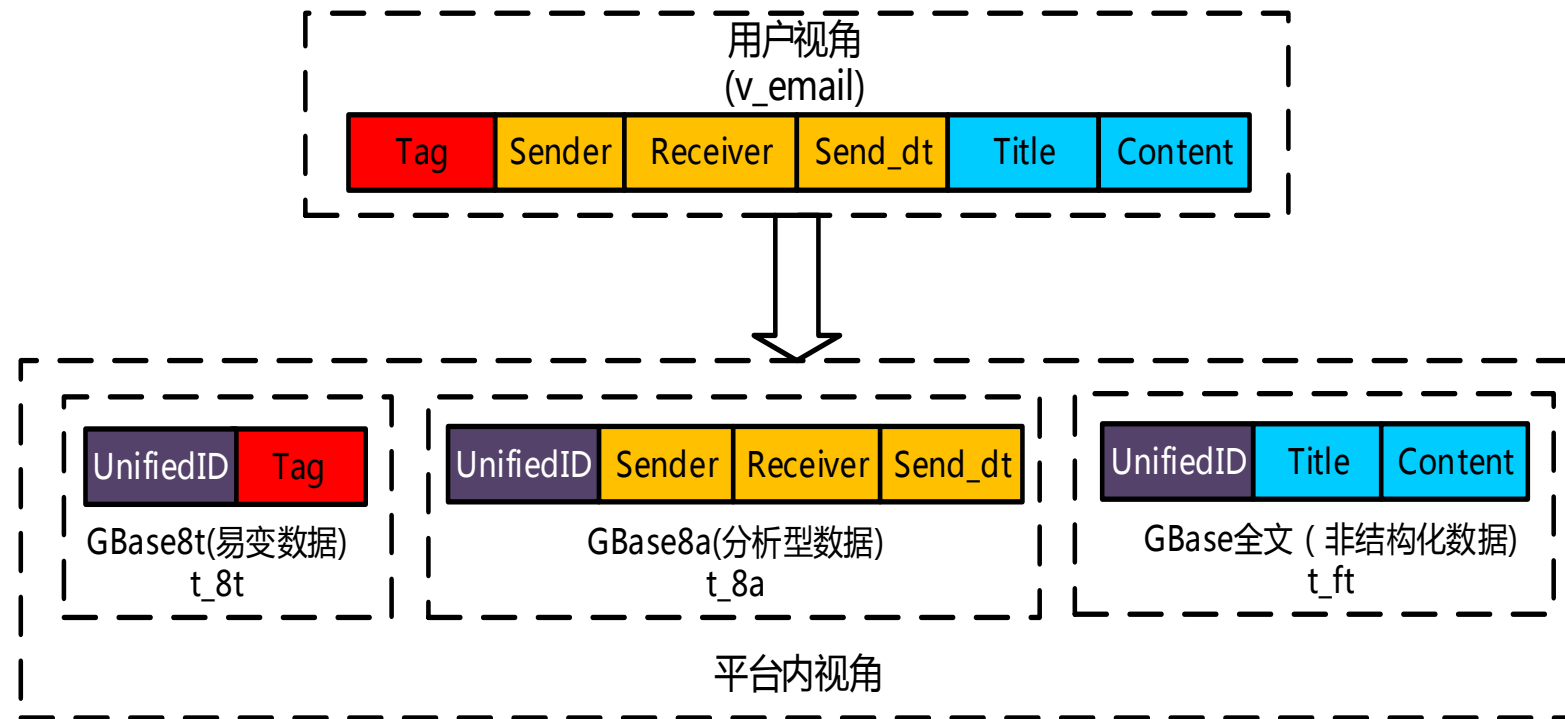 用户视角
(v_email)
Tag Sender Receiver Send_dt Title Content
UnifiedID Tag
GBase8t(易变数据)
t_8t
UnifiedID Sender Receiver Send_dt
GBase8a(分析型数据)
t_8a
UnifiedID Title Content
GBase全文（非结构化数据)
t_ft
平台内视角